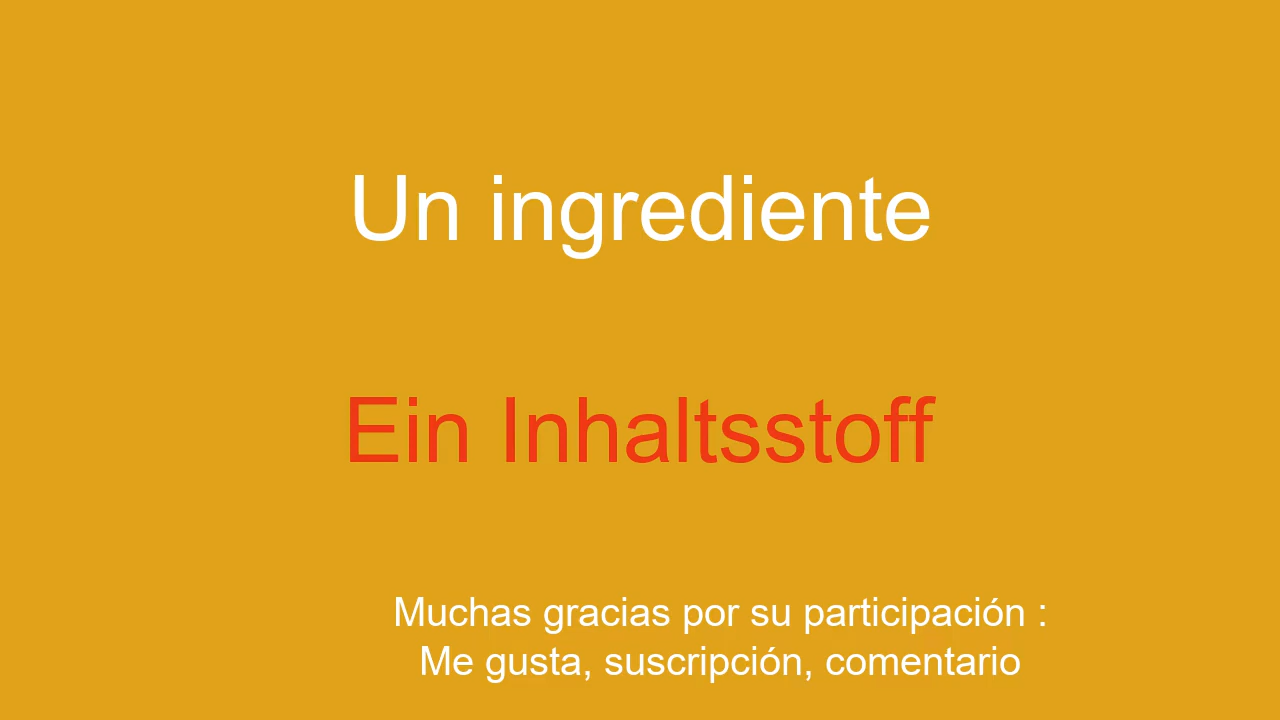 Un ingrediente
Ein Inhaltsstoff
Muchas gracias por su participación :
Me gusta, suscripción, comentario